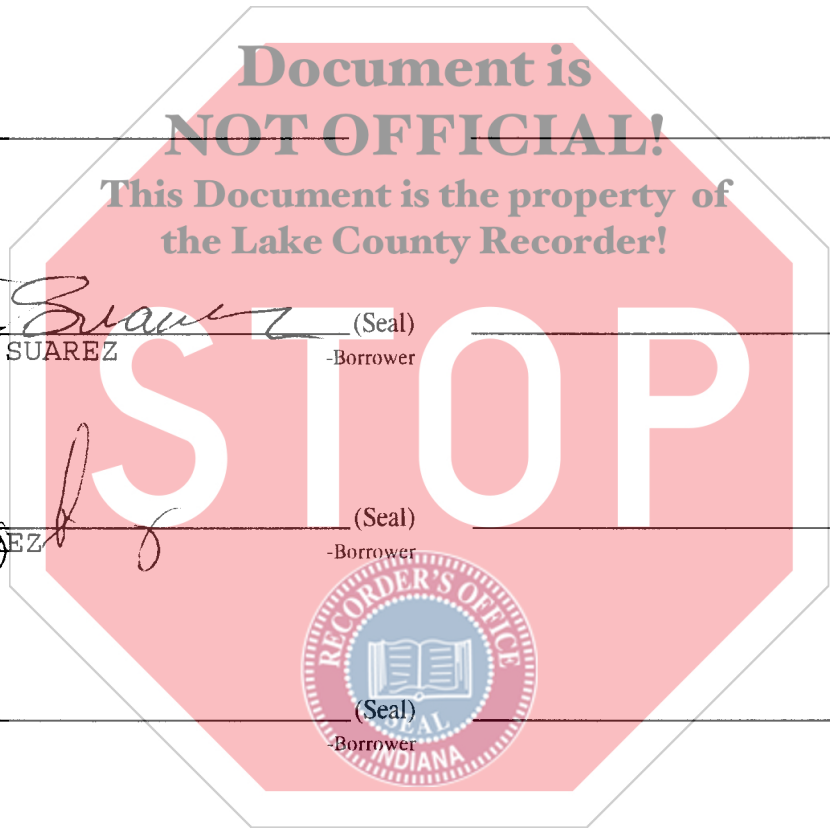 Document is
NOT OFFICIAL!
This Document is the property of
the Lake County Recorder!
STOP
Suarez (Seal)
SUAREZ -Borrower
(Seal)
EZ -Borrower
RECORDER'S OFFICE
(Seal)
SEAL
-Borrower
INDIANA